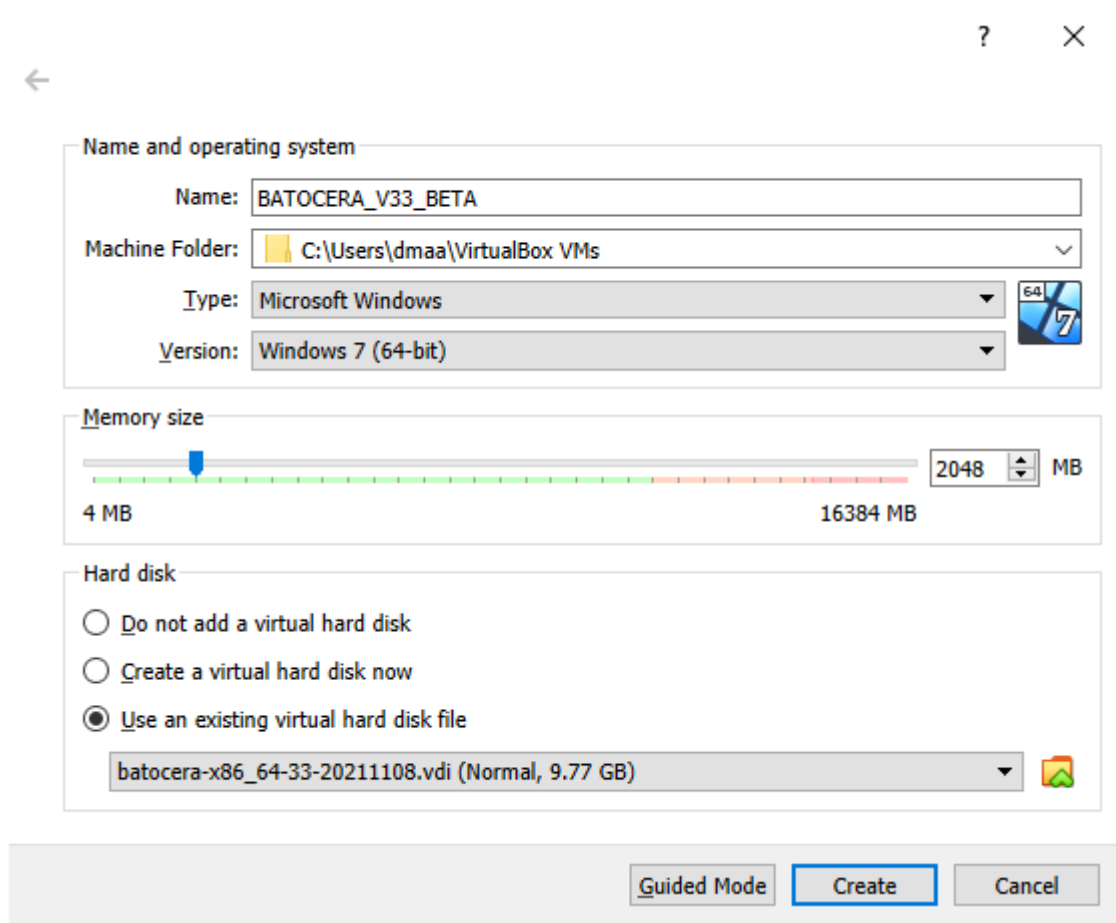 ?
Name and operating system
Name: BATOCERA_V33_BETA
Machine Folder: C:\Users\dmaa\VirtualBox VMs
Type: Microsoft Windows
64
7
Version: Windows 7 (64-bit)
Memory size
2048 MB
4 MB 16384 MB
Hard disk
Do not add a virtual hard disk
Create a virtual hard disk now
Use an existing virtual hard disk file
batocera-x86_64-33-20211108.vdi (Normal, 9.77 GB)
Guided Mode Create Cancel